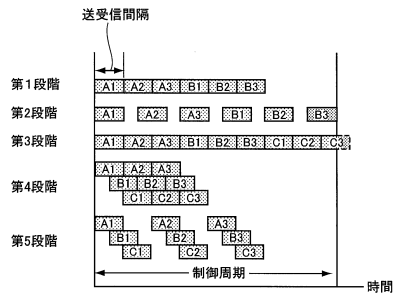 送受信間隔
第1段階 A1 A2 A3 B1 B2 B3
第2段階 A1 A2 A3 B1 B2 B3
第3段階 A1 A2 A3 B1 B2 B3 C1 C2 C3
第4段階 A1 A2 A3
B1 B2 B3
C1 C2 C3
第5段階 A1 A2 A3
B1 B2 B3
C1 C2 C3
制御周期
時間